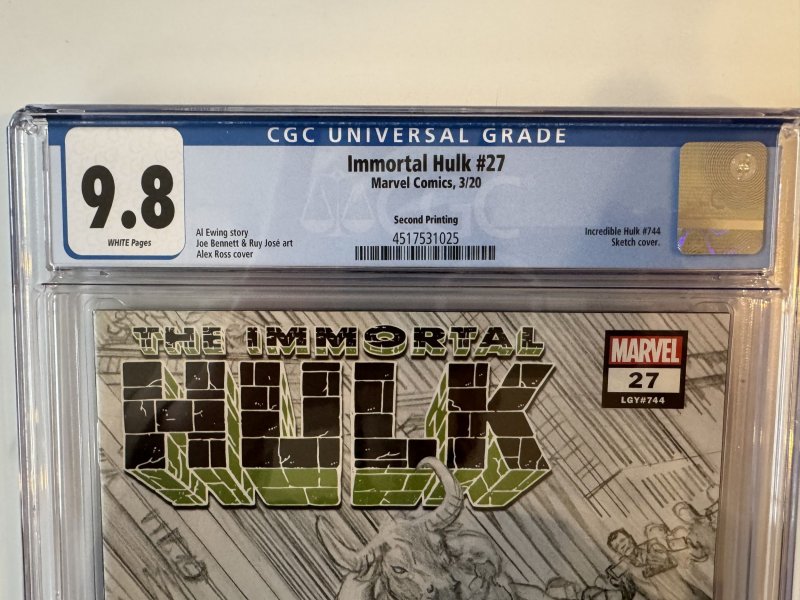 CGC UNIVERSAL GRADE
9.8
WHITE Pages
Immortal Hulk #27
Marvel Comics, 3/20
Second Printing
Al Ewing story
Joe Bennett & Ruy José art
Alex Ross cover
4517531025
Incredible Hulk #744
Sketch cover.
THE IMMORTAL
HULK
MARVEL
27
LGY#744